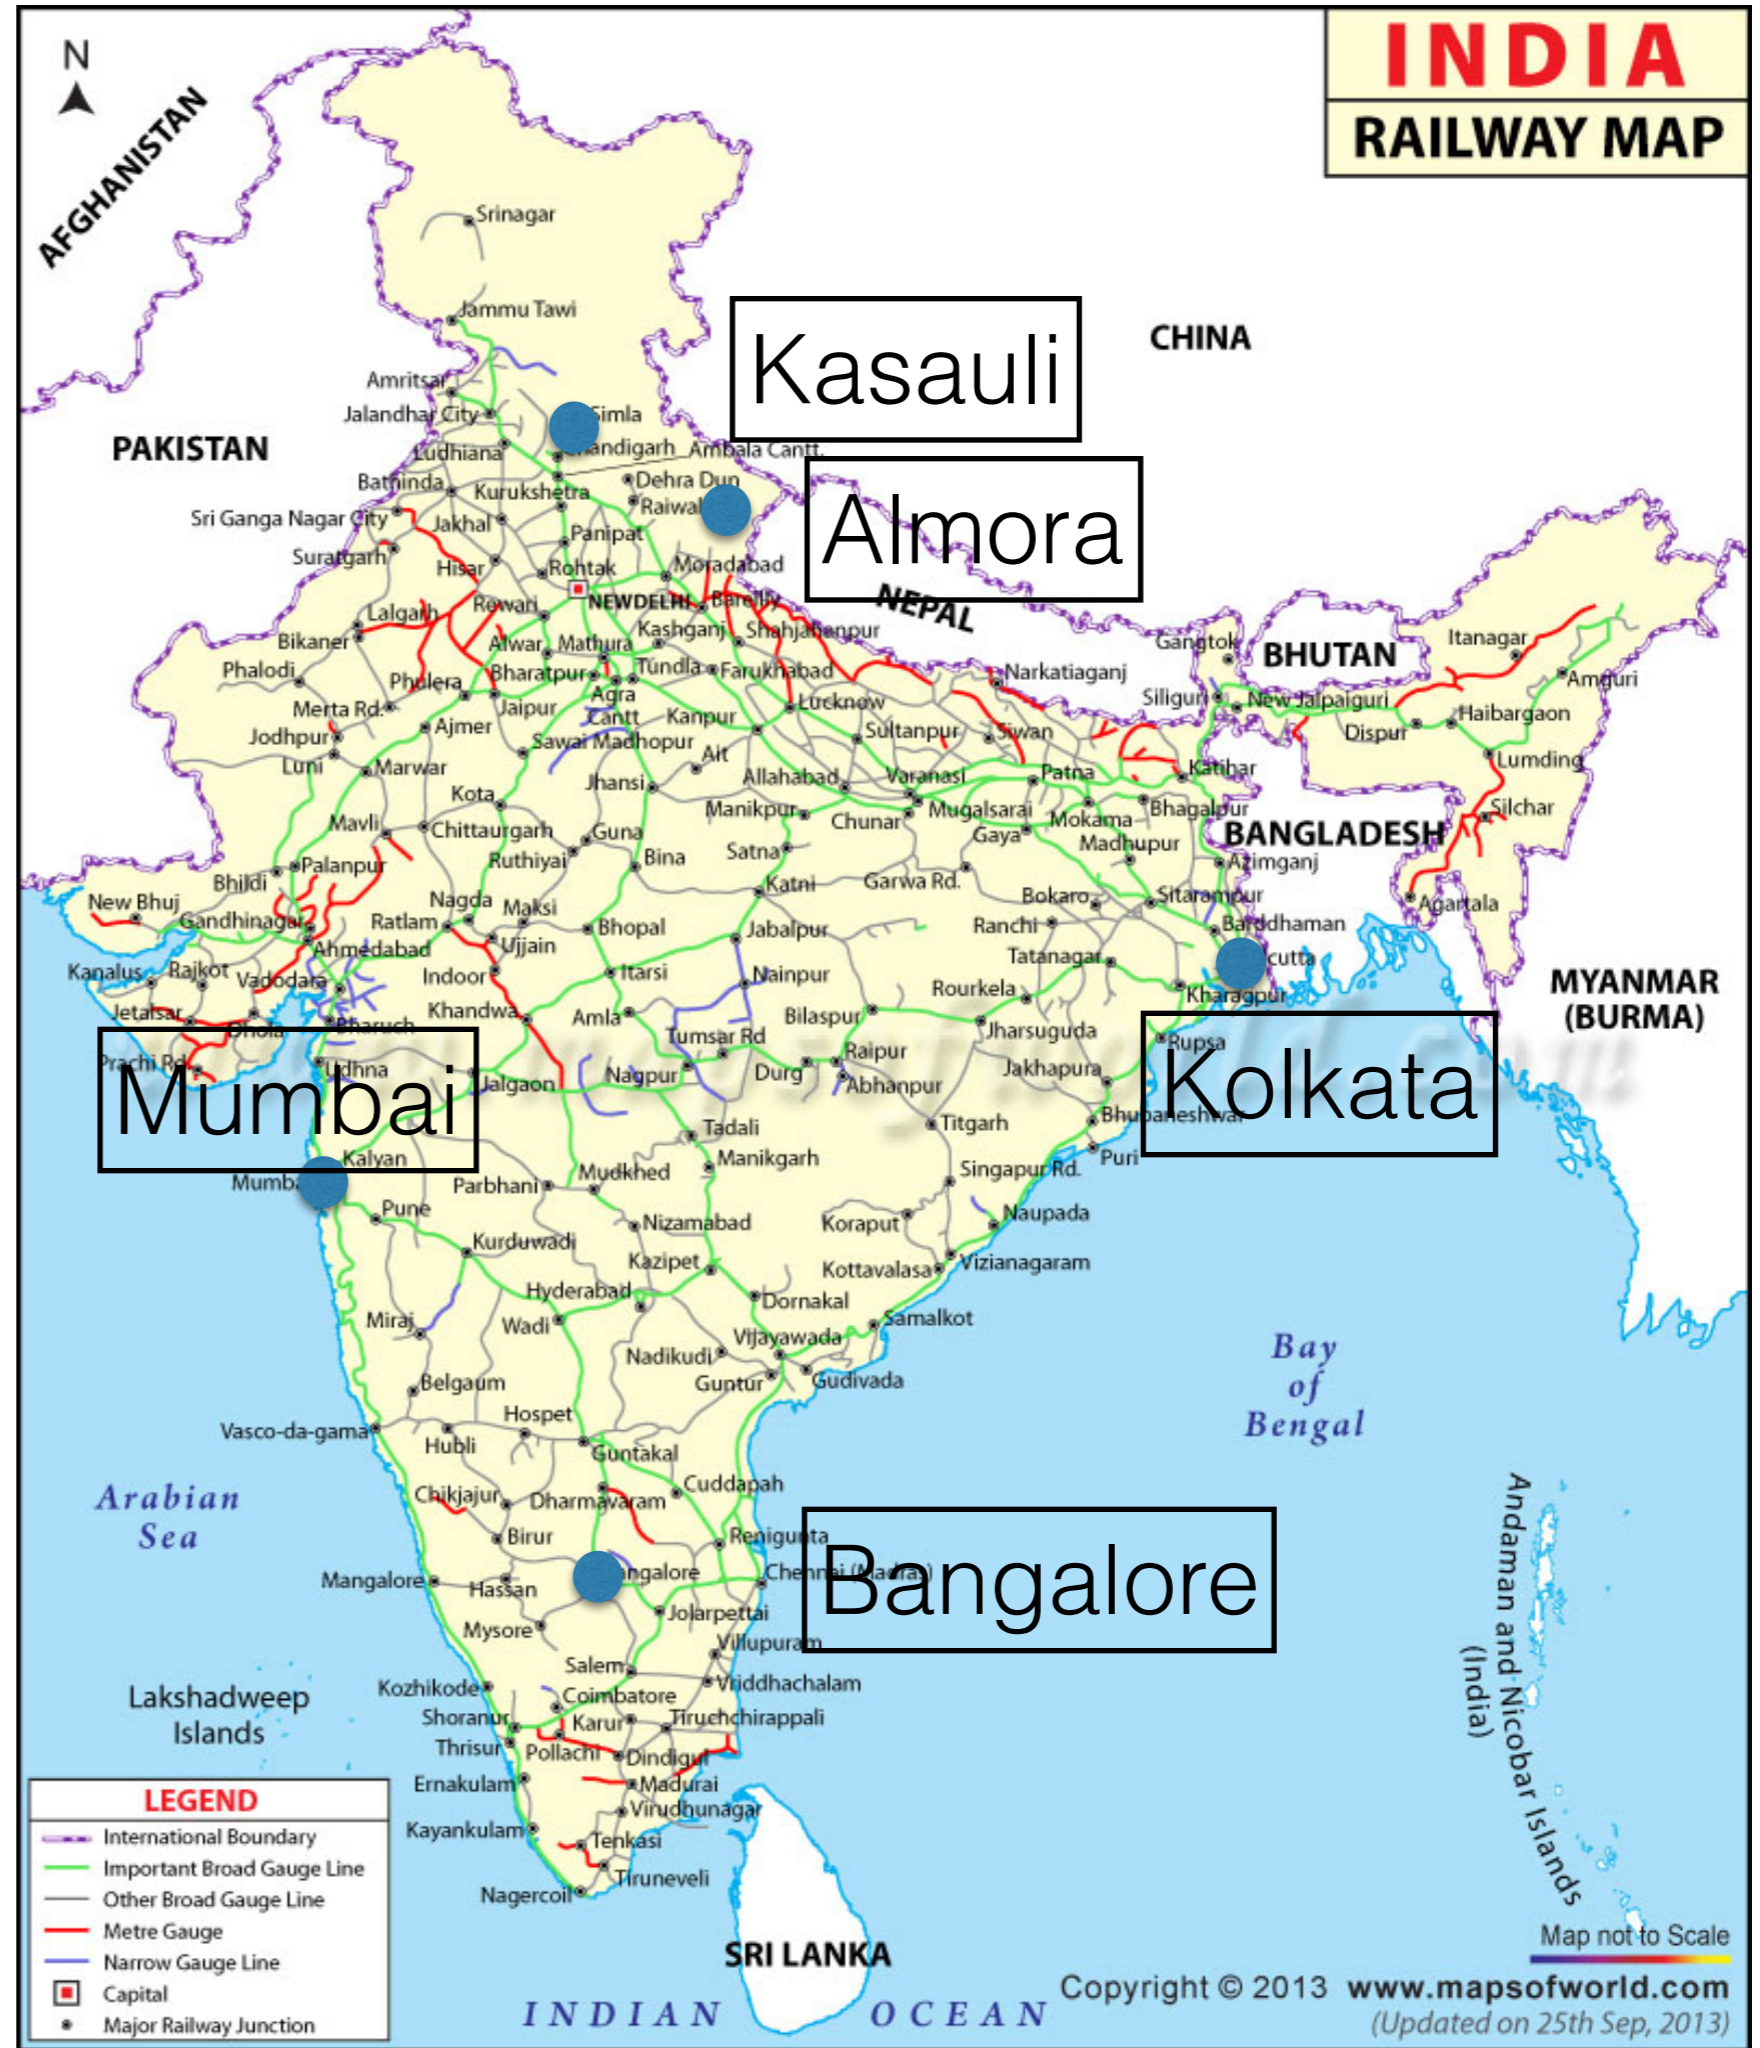 INDIA
RAILWAY MAP
N
AFGHANISTAN
Srinagar
Jammu Tawi
Kasauli
CHINA
Amritsar
Jalandhar City
Simla
PAKISTAN
Ludhiana
Ambala Cantt.
Almora
Bathinda
Kurukshetra
Dehra Dun
Sri Ganga Nagar City
Jakhal
Panipat
Suratgarh
Hisar
Rohtak
Moradabad
NEW DELHI
Bareilly
NEPAL
Lalgarh
Rewari
Bikaner
Alwar
Mathura
Kashganj
Shahjahanpur
Gangtok
BHUTAN
Itanagar
Phalodi
Phulera
Bharatpur
Tundla
Farukhabad
Narkatiaganj
Amguri
Merta Rd.
Jaipur
Agra
Cantt
Kanpur
Lucknow
Siliguri
New Jalpaiguri
Haibargaon
Jodhpur
Ajmer
Sawai Madhopur
Sultanpur
Siwan
Dispur
Luni
Marwar
Ait
Jhansi
Allahabad
Varanasi
Patna
Katihar
Lumding
Kota
Manikpur
Chunar
Mugalsarai
Mokama
Bhagalpur
Silchar
Mavli
Chittaurgarh
Guna
Gaya
Madhupur
BANGLADESH
Palanpur
Ruthiyai
Bina
Satna
Azimganj
Bhildi
Katni
Garwa Rd.
Bokaro
Sitarampur
Agartala
New Bhuj
Gandhinagar
Nagda
Maksi
Ratlam
Bhopal
Jabalpur
Ranchi
Barddhaman
Ahmedabad
Ujjain
Tatanagar
Kanalus
Rajkot
Vadodara
Indoor
Itarsi
Nainpur
Rourkela
Kharagpur
MYANMAR
(BURMA)
Jetalsar
Dhola
Bharuch
Khandwa
Amla
Bilaspur
Jharsuguda
Tumsar Rd
Rupsa
Prachi Rd
Udhna
Mumbai
Jalgaon
Nagpur
Durg
Raipur
Abhanpur
Jakhapura
Kolkata
Bhubaneshwar
Tadali
Titgarh
Kalyan
Manikgarh
Singapur Rd.
Puri
Parbhani
Mudkhed
Pune
Nizamabad
Koraput
Naupada
Kurduwadi
Kazipet
Kottavalasa
Vizianagaram
Hyderabad
Dornakal
Miraj
Wadi
Samalkot
Vijayawada
Nadikudi
Guntur
Gudivada
Bay
of
Bengal
Belgaum
Vasco-da-gama
Hospet
Hubli
Guntakal
Arabian
Sea
Chikjajur
Dharmavaram
Cuddapah
Birur
Renigunta
Bangalore
Chennai (Madras)
Mangalore
Hassan
Mysore
Jolarpettai
Villupuram
Salem
Vriddhachalam
Andaman and Nicobar Islands
(India)
Lakshadweep
Islands
Kozhikode
Coimbatore
Shoranur
Karur
Tiruchchirappali
Thrisur
Pollachi
Dindigul
Ernakulam
Madurai
Virudhunagar
Kayankulam
Tenkasi
Tiruneveli
Nagercoil
LEGEND
International Boundary
Important Broad Gauge Line
Other Broad Gauge Line
Metre Gauge
Narrow Gauge Line
Capital
Major Railway Junction
SRI LANKA
INDIAN OCEAN
Map not to Scale
Copyright © 2013 www.mapsofworld.com
(Updated on 25th Sep, 2013)